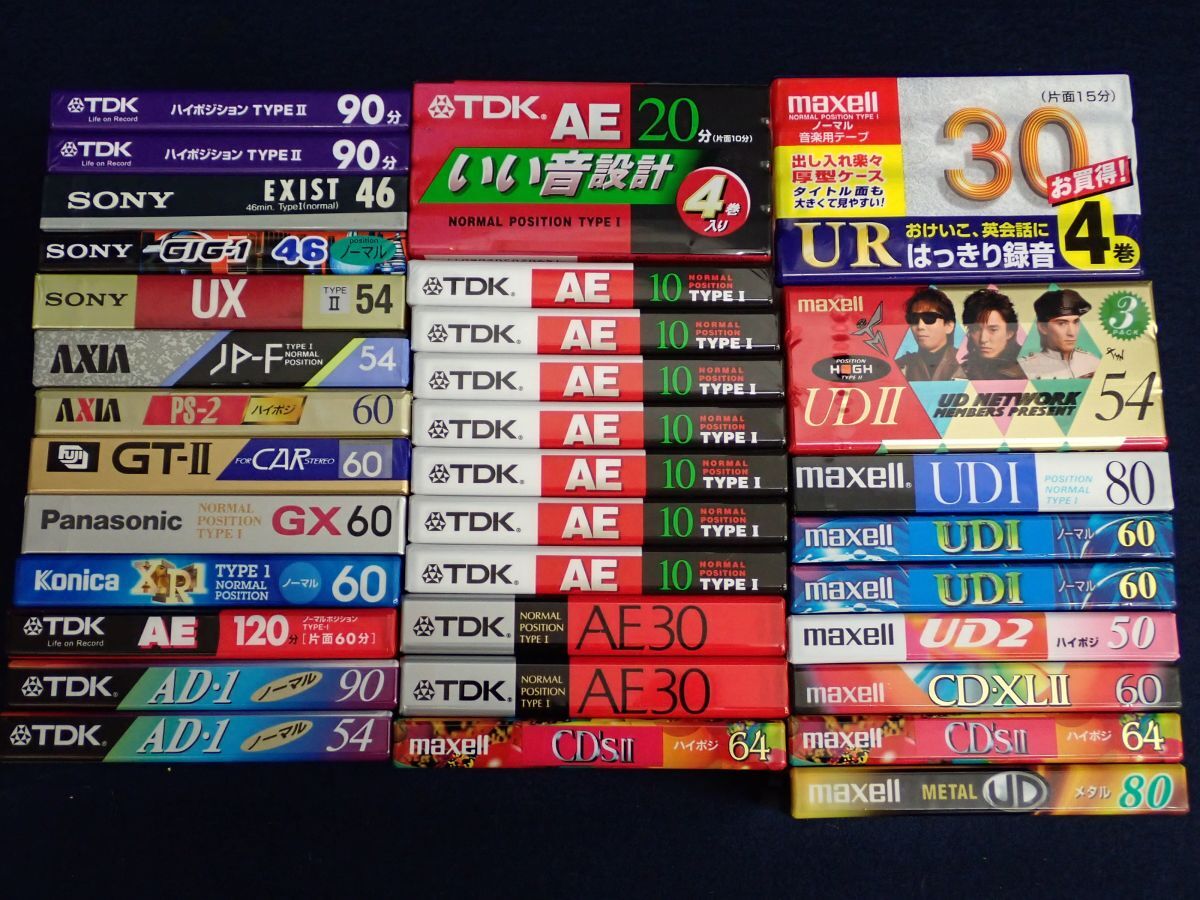 TDK
Life on Record
ハイポジション TYPE II
90分
TDK
Life on Record
ハイポジション TYPE II
90分
SONY
EXIST 46
46min. TypeI(normal)
SONY
GIG-1
46
position
ノーマル
SONY
UX
TYPE
II
54
AXIA
JP-F
TYPE I
NORMAL
POSITION
54
AXIA
PS-2
ハイポジ
60
FUJI
GT-II
FOR CAR STEREO
60
Panasonic
NORMAL
POSITION
TYPE I
GX60
Konica
XR1
TYPE 1
NORMAL
POSITION
ノーマル
60
TDK
Life on Record
AE
120分
ノーマルポジション
TYPE-I
[片面60分]
TDK
AD・1
ノーマル
90
TDK
AD・1
ノーマル
54
TDK
AE
20分
(片面10分)
いい音設計
4巻
入り
NORMAL POSITION TYPE I
TDK
AE
10
NORMAL
POSITION
TYPE I
TDK
AE
10
NORMAL
POSITION
TYPE I
TDK
AE
10
NORMAL
POSITION
TYPE I
TDK
AE
10
NORMAL
POSITION
TYPE I
TDK
AE
10
NORMAL
POSITION
TYPE I
TDK
AE
10
NORMAL
POSITION
TYPE I
TDK
AE
10
NORMAL
POSITION
TYPE I
TDK
NORMAL
POSITION
TYPE I
AE30
TDK
NORMAL
POSITION
TYPE I
AE30
maxell
CD'sII
ハイポジ
64
maxell
NORMAL POSITION TYPE I
ノーマル
音楽用テープ
出し入れ楽々
厚型ケース
タイトル面も
大きくて見やすい!
(片面15分)
30
お買得!
4巻
UR
おけいこ、英会話に
はっきり録音
maxell
3
PACK
POSITION
HIGH
TYPE II
UDII
UD NETWORK
MEMBERS PRESENT
54
maxell
UDI
POSITION
NORMAL
TYPE I
80
maxell
UDI
ノーマル
60
maxell
UDI
ノーマル
60
maxell
UD2
ハイポジ
50
maxell
CD・XLII
60
maxell
CD'sII
ハイポジ
64
maxell
METAL
UD
メタル
80